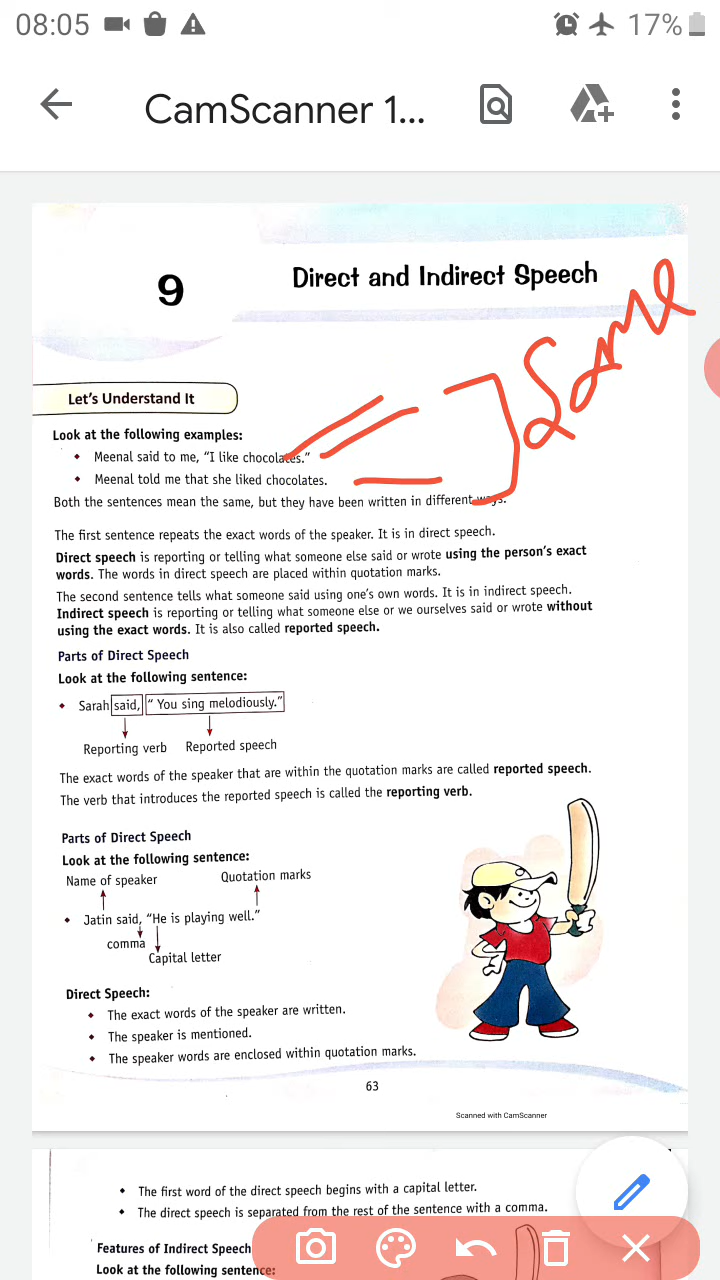 08:05
17%
CamScanner 1...
9
Direct and Indirect Speech
Same
Let's Understand It
Look at the following examples:
Meenal said to me, "I like chocolates."
Meenal told me that she liked chocolates.
Both the sentences mean the same, but they have been written in different ways.
The first sentence repeats the exact words of the speaker. It is in direct speech.
Direct speech is reporting or telling what someone else said or wrote using the person's exact
words. The words in direct speech are placed within quotation marks.
The second sentence tells what someone said using one's own words. It is in indirect speech.
Indirect speech is reporting or telling what someone else or we ourselves said or wrote without
using the exact words. It is also called reported speech.
Parts of Direct Speech
Look at the following sentence:
Sarah said, " You sing melodiously."
Reporting verb Reported speech
The exact words of the speaker that are within the quotation marks are called reported speech.
The verb that introduces the reported speech is called the reporting verb.
Parts of Direct Speech
Look at the following sentence:
Name of speaker Quotation marks
Jatin said, "He is playing well."
comma
Capital letter
Direct Speech:
The exact words of the speaker are written.
The speaker is mentioned.
The speaker words are enclosed within quotation marks.
63
Scanned with CamScanner
The first word of the direct speech begins with a capital letter.
The direct speech is separated from the rest of the sentence with a comma.
Features of Indirect Speech
Look at the following sentence: